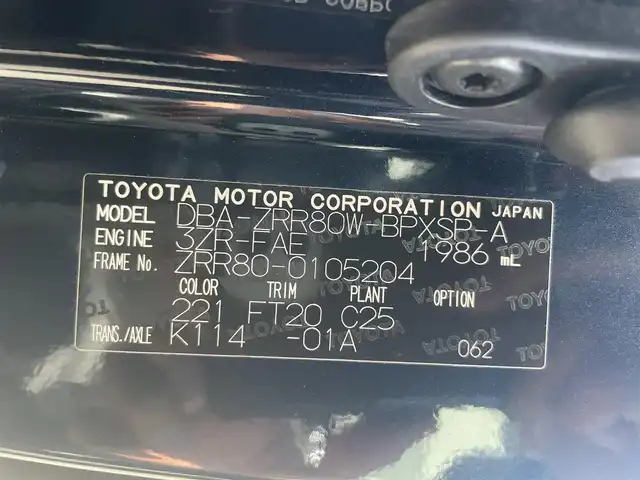 TOYOTA MOTOR CORPORATION JAPAN
MODEL DBA-ZRR80W-BPXSP-A
ENGINE 3ZR-FAE 1986 mL
FRAME No. ZRR80-0105204
COLOR TRIM PLANT OPTION
221 FT20 C25
TRANS./AXLE K114 -01A 062